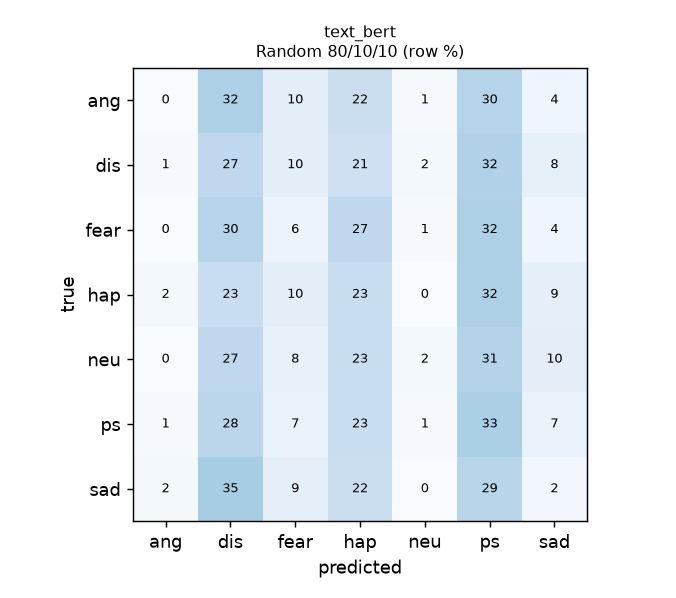 text_bert
Random 80/10/10 (row %)
ang 0 32 10 22 1 30 4
dis 1 27 10 21 2 32 8
fear 0 30 6 27 1 32 4
hap 2 23 10 23 0 32 9
neu 0 27 8 23 2 31 10
ps 1 28 7 23 1 33 7
sad 2 35 9 22 0 29 2
ang dis fear hap neu ps sad
predicted
true